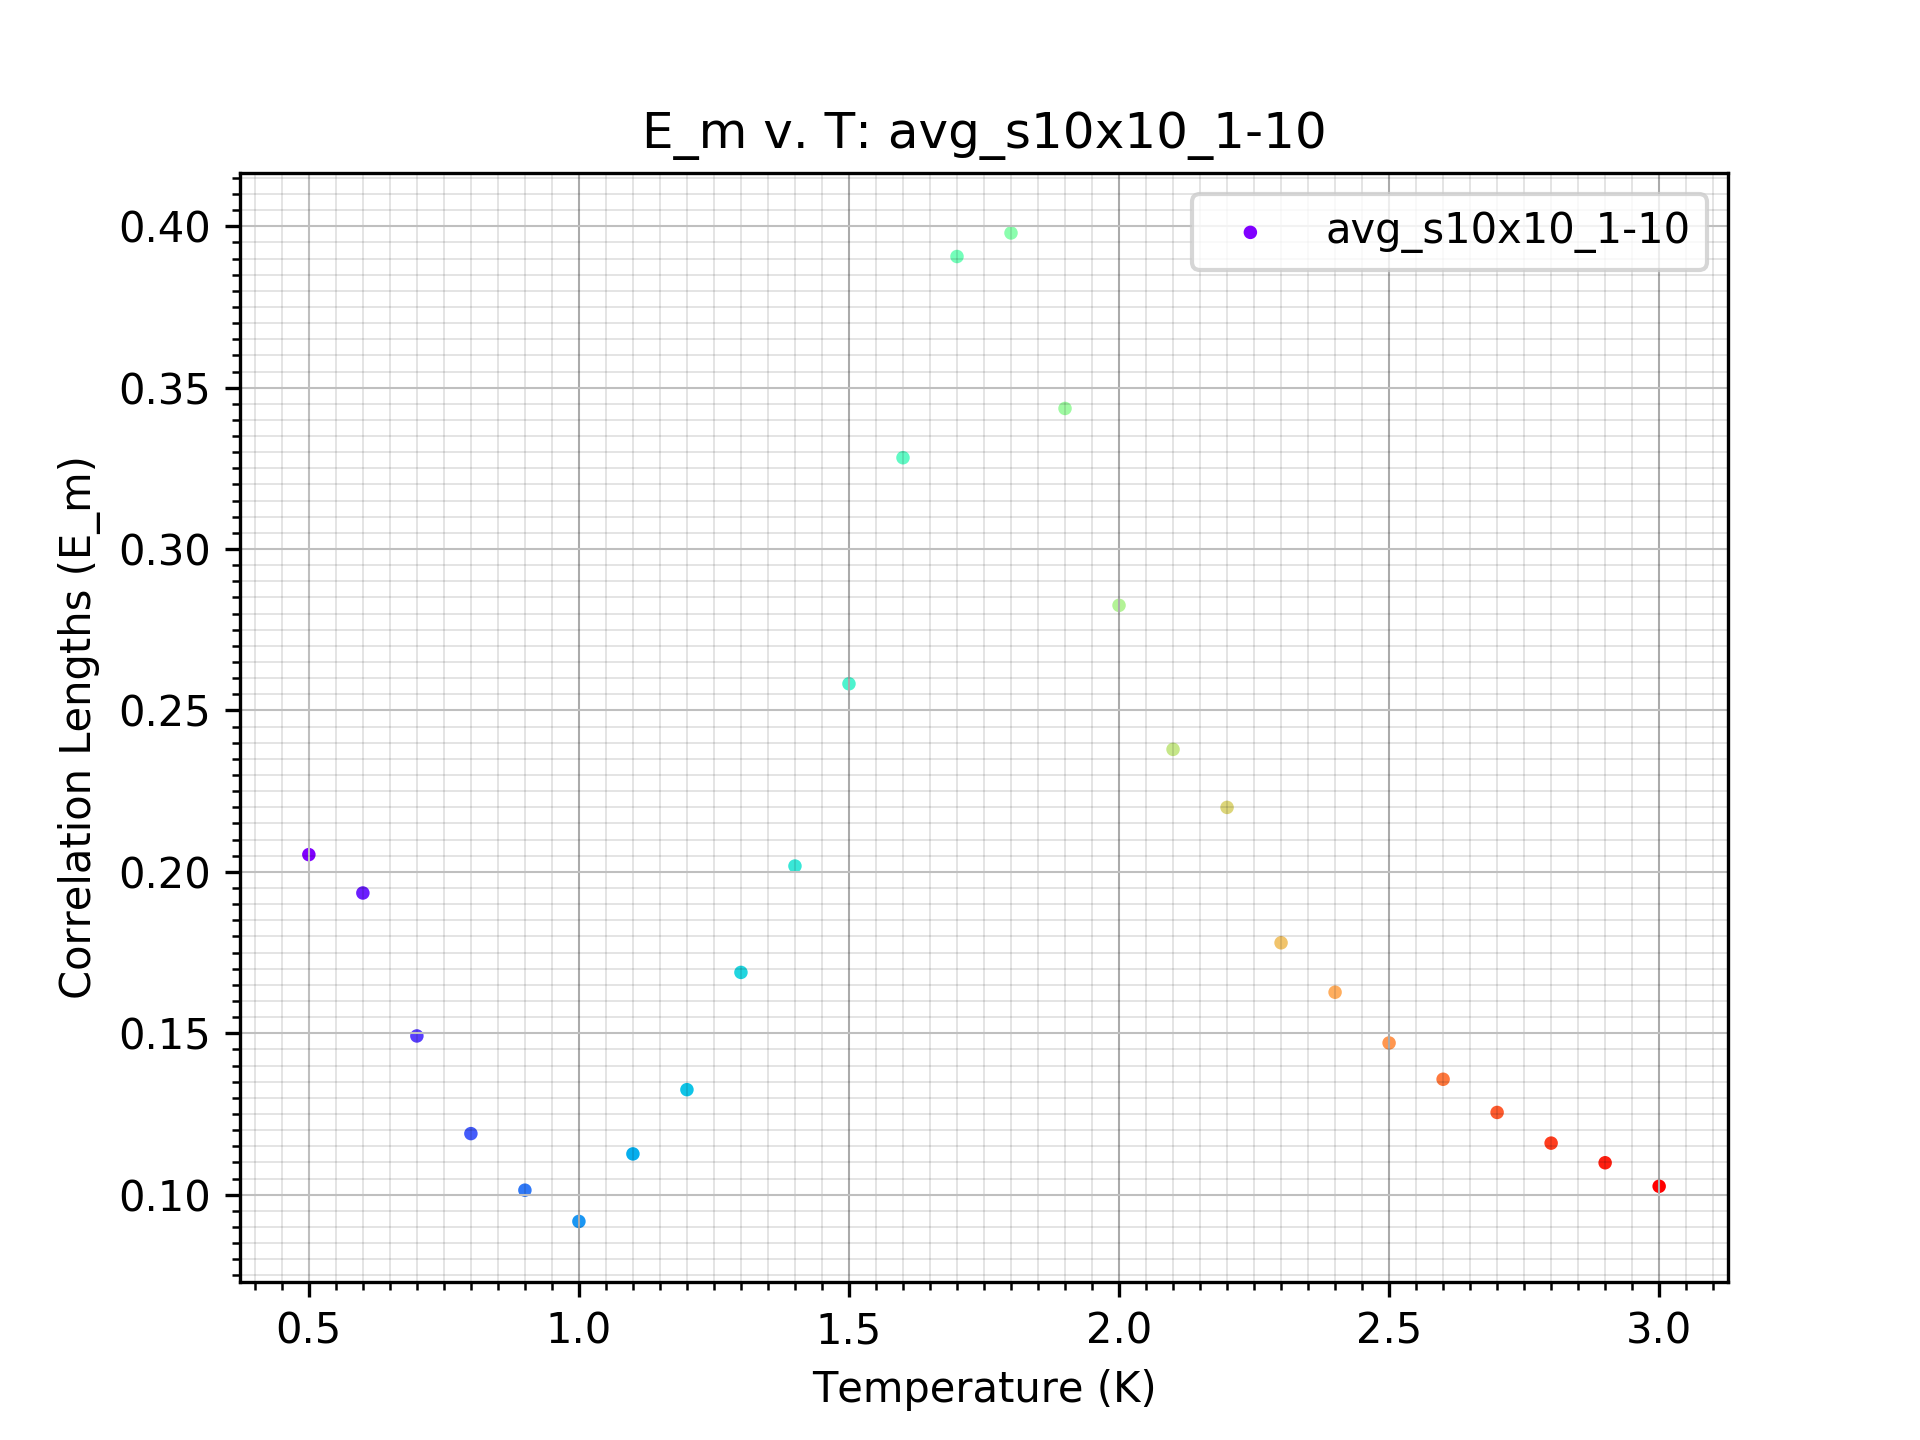 E_m v. T: avg_s10x10_1-10
avg_s10x10_1-10
Correlation Lengths (E_m)
0.40
0.35
0.30
0.25
0.20
0.15
0.10
0.5 1.0 1.5 2.0 2.5 3.0
Temperature (K)